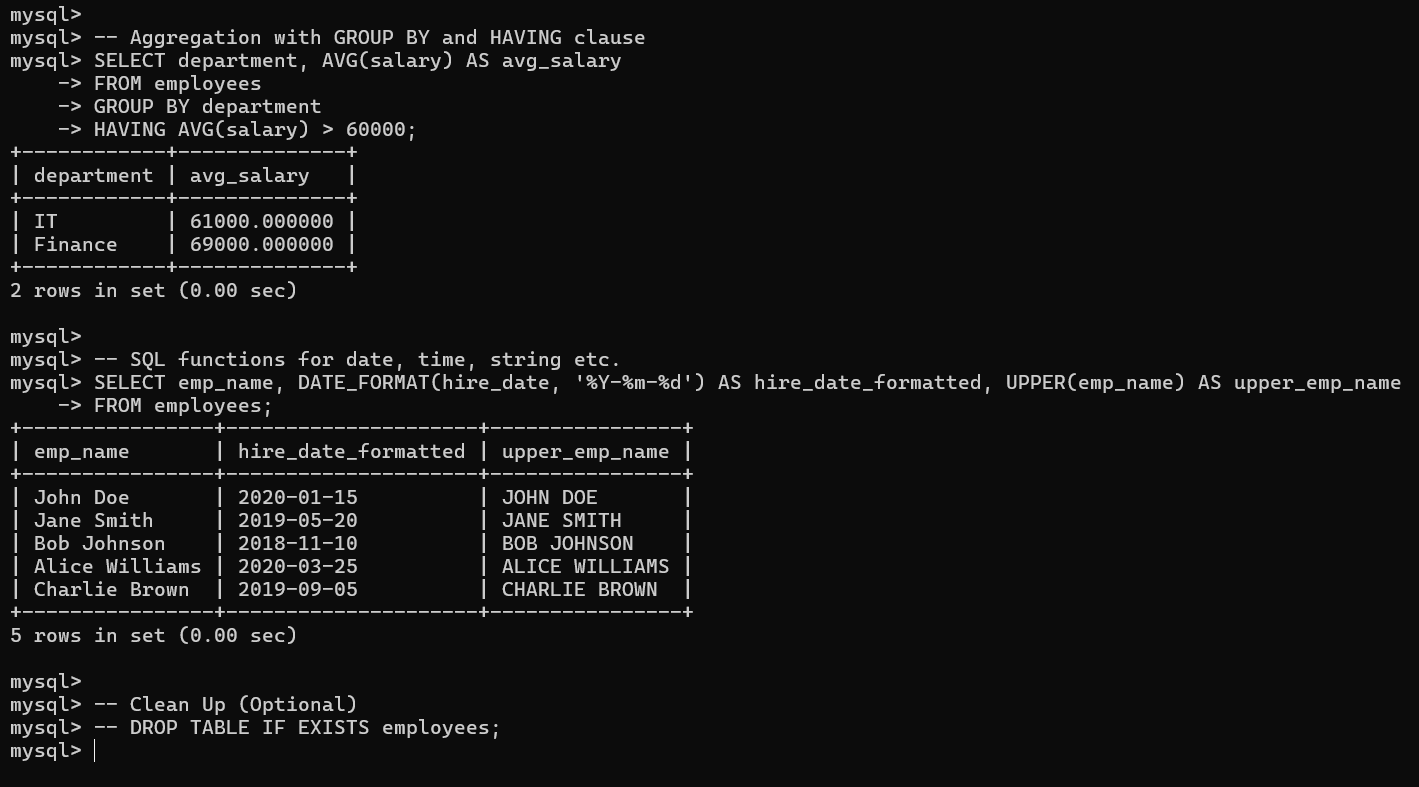 mysql>
mysql> -- Aggregation with GROUP BY and HAVING clause
mysql> SELECT department, AVG(salary) AS avg_salary
    -> FROM employees
    -> GROUP BY department
    -> HAVING AVG(salary) > 60000;
+------------+--------------+
| department | avg_salary   |
+------------+--------------+
| IT         | 61000.000000 |
| Finance    | 69000.000000 |
+------------+--------------+
2 rows in set (0.00 sec)

mysql>
mysql> -- SQL functions for date, time, string etc.
mysql> SELECT emp_name, DATE_FORMAT(hire_date, '%Y-%m-%d') AS hire_date_formatted, UPPER(emp_name) AS upper_emp_name
    -> FROM employees;
+----------------+---------------------+----------------+
| emp_name       | hire_date_formatted | upper_emp_name |
+----------------+---------------------+----------------+
| John Doe       | 2020-01-15          | JOHN DOE       |
| Jane Smith     | 2019-05-20          | JANE SMITH     |
| Bob Johnson    | 2018-11-10          | BOB JOHNSON    |
| Alice Williams | 2020-03-25          | ALICE WILLIAMS |
| Charlie Brown  | 2019-09-05          | CHARLIE BROWN  |
+----------------+---------------------+----------------+
5 rows in set (0.00 sec)

mysql>
mysql> -- Clean Up (Optional)
mysql> -- DROP TABLE IF EXISTS employees;
mysql>